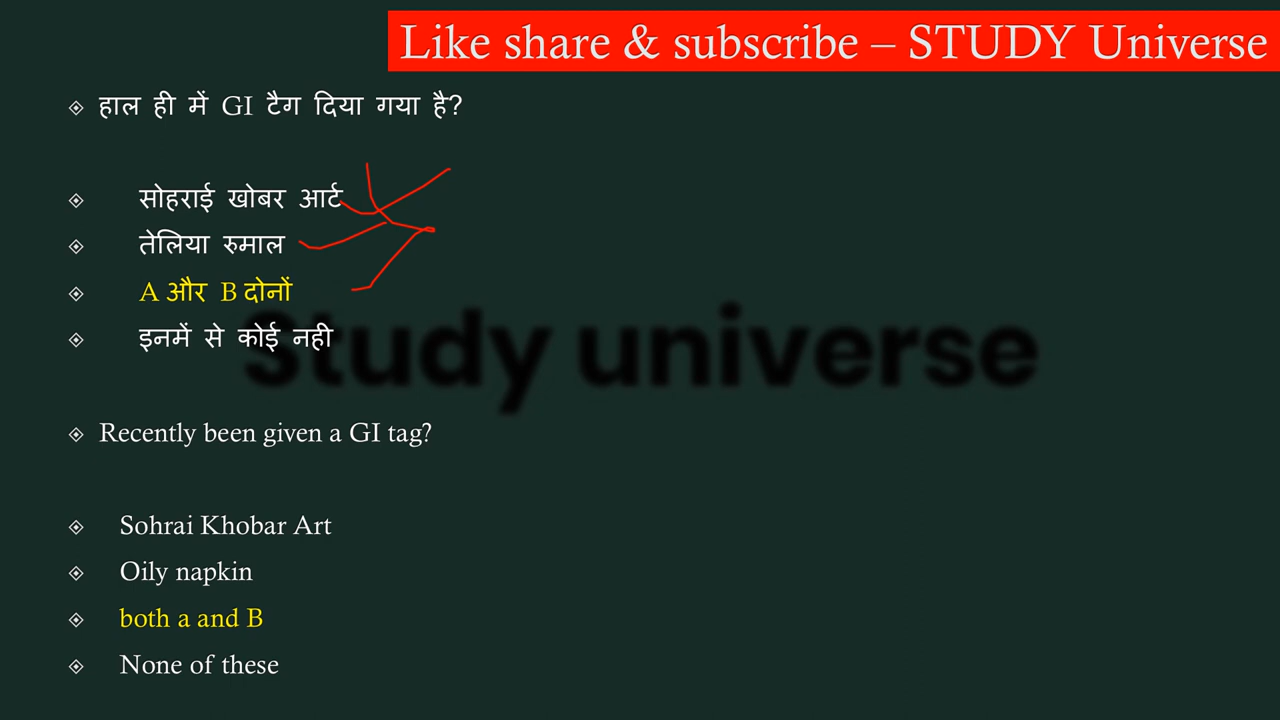 Like share & subscribe – STUDY Universe
हाल ही में GI टैग दिया गया है?
सोहराई खोबर आर्ट
तेलिया रुमाल
A और B दोनों
इनमें से कोई नही
Study universe
Recently been given a GI tag?
Sohrai Khobar Art
Oily napkin
both a and B
None of these